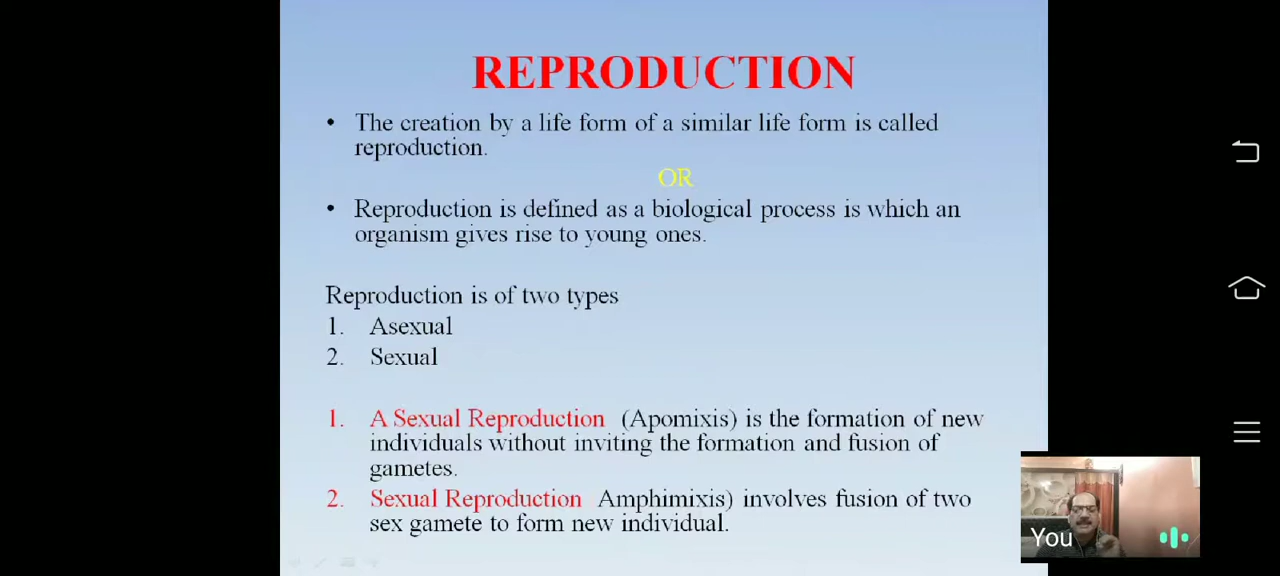 REPRODUCTION
• The creation by a life form of a similar life form is called
reproduction.
OR
• Reproduction is defined as a biological process is which an
organism gives rise to young ones.
Reproduction is of two types
1. Asexual
2. Sexual
1. A Sexual Reproduction (Apomixis) is the formation of new
individuals without inviting the formation and fusion of
gametes.
2. Sexual Reproduction Amphimixis) involves fusion of two
sex gamete to form new individual.
You